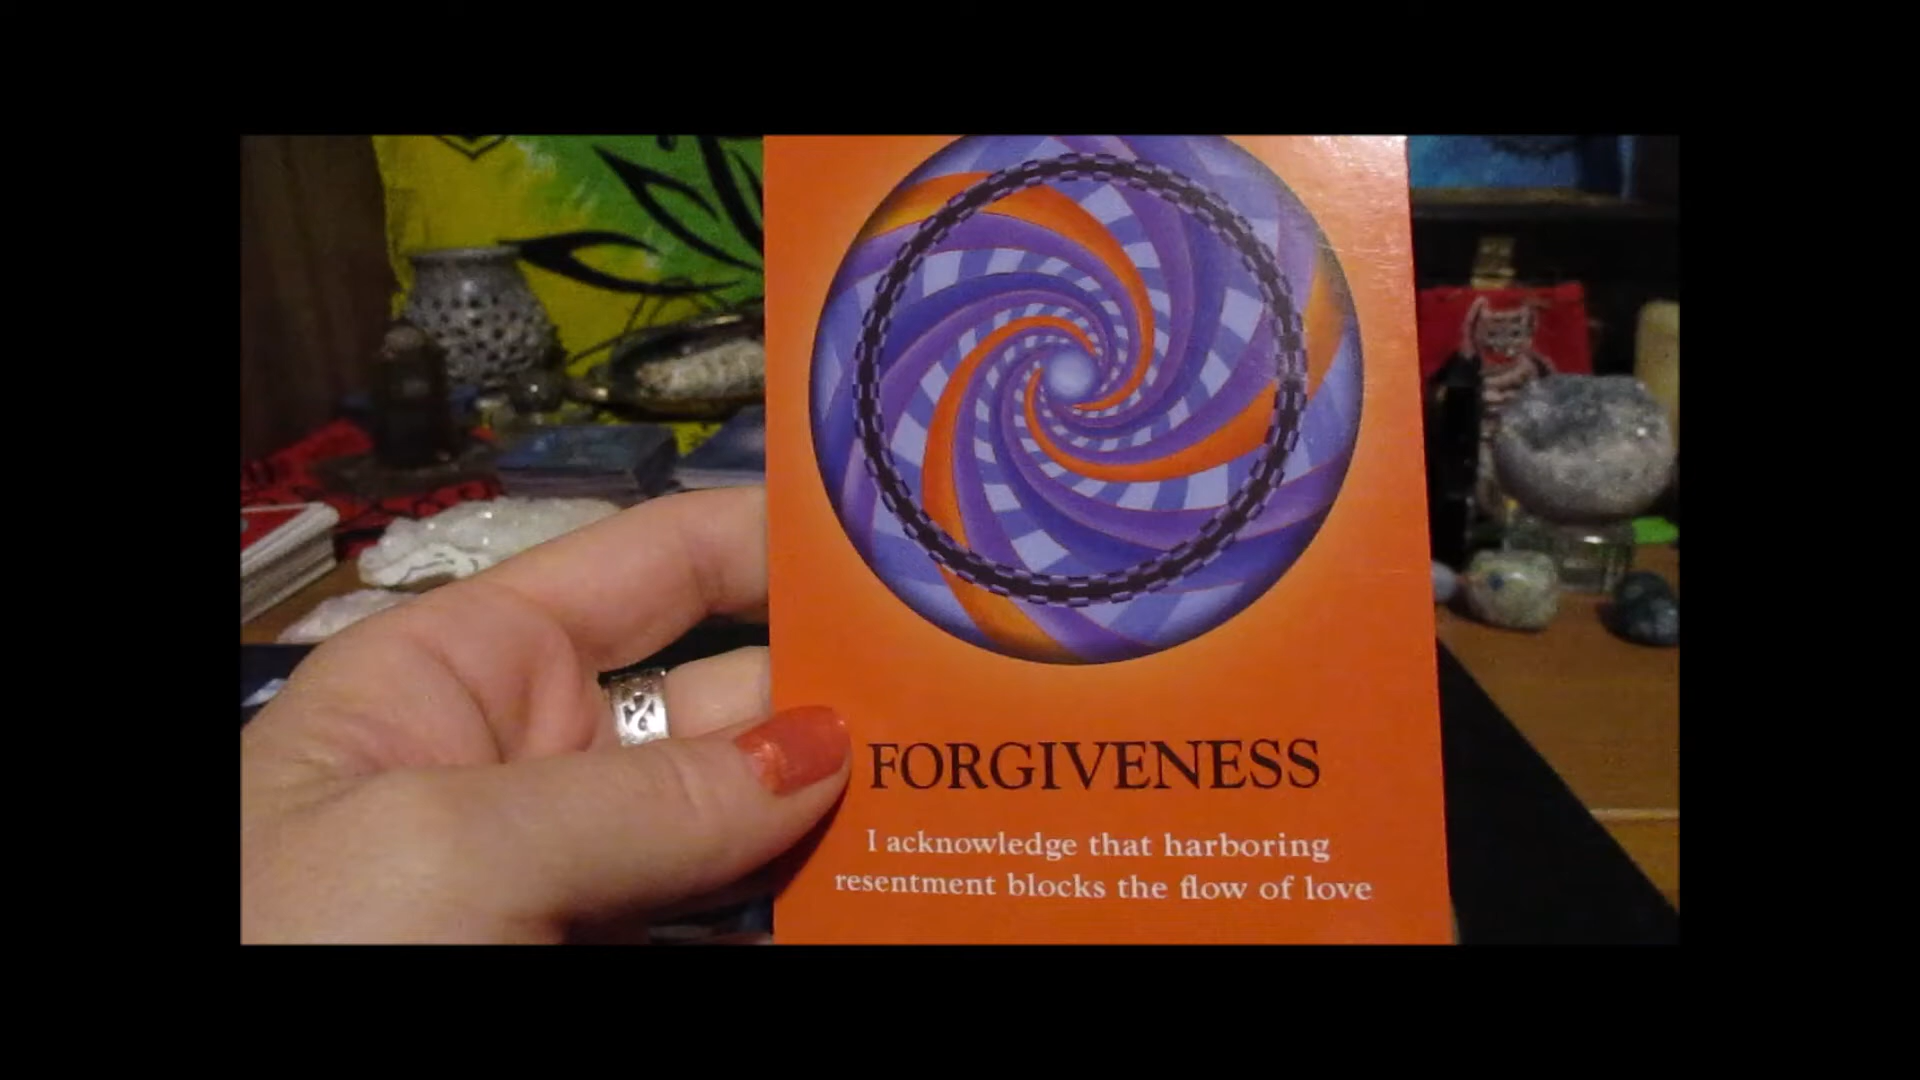 FORGIVENESS
I acknowledge that harboring
resentment blocks the flow of love